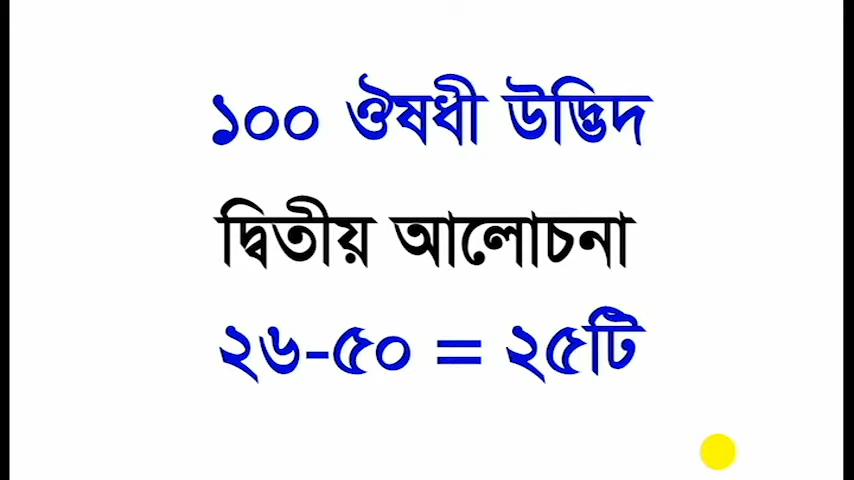 ১০০ ঔষধী উদ্ভিদ
দ্বিতীয় আলোচনা
২৬-৫০ = ২৫টি